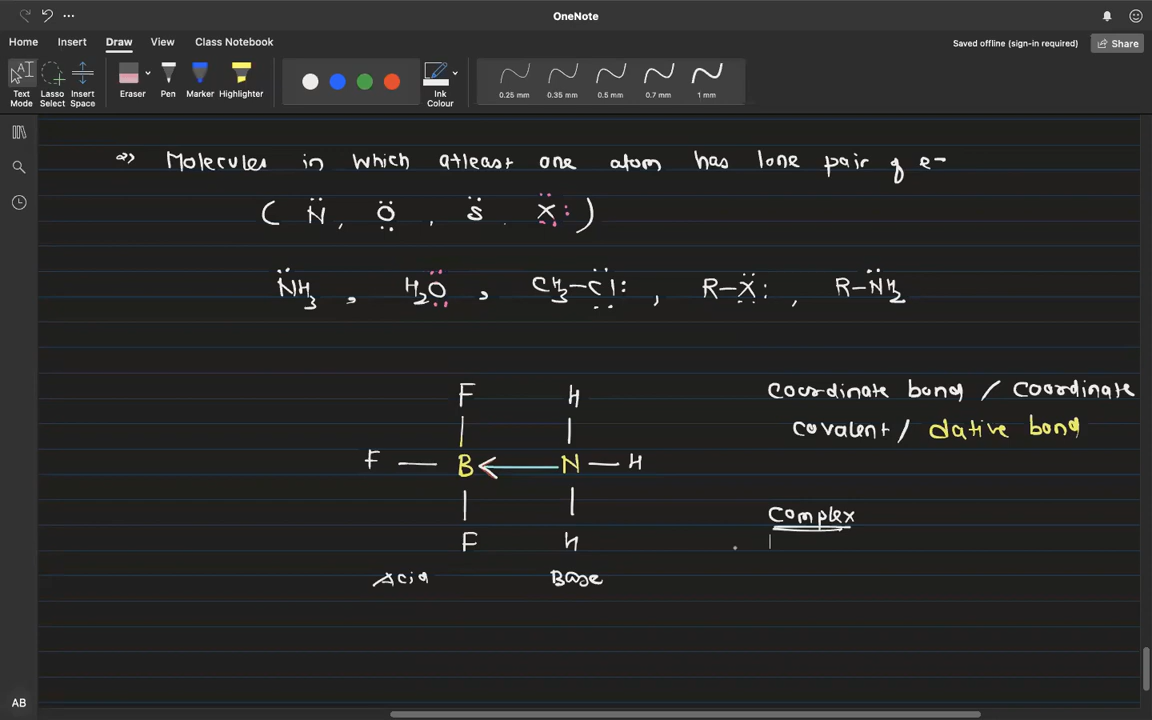 OneNote
Home Insert Draw View Class Notebook
Saved offline (sign-in required) Share
Text Mode Lasso Select Insert Space Eraser Pen Marker Highlighter Ink Colour 0.25 mm 0.35 mm 0.5 mm 0.7 mm 1 mm
2) Molecules in which atleast one atom has lone pair of e-
( N̈ , Ö , S̈ , Ẍ: )
N̈H3 , H2Ö , CH3-C̈l: , R-Ẍ: , R-N̈H2
F H
Coordinate bond / Coordinate
covalent / dative bond
F — B ← N — H
Complex
F H
Acid Base
AB